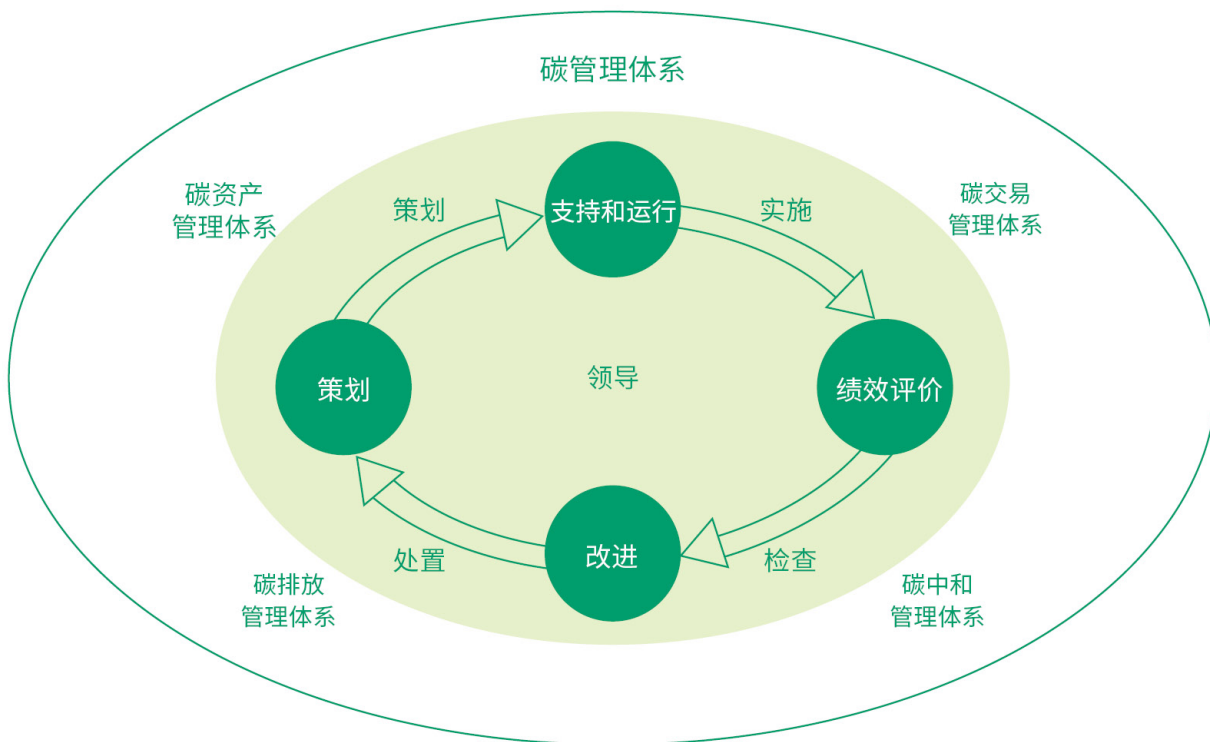 碳管理体系
碳资产
管理体系
策划
支持和运行
实施
碳交易
管理体系
策划
领导
绩效评价
处置
改进
检查
碳排放
管理体系
碳中和
管理体系